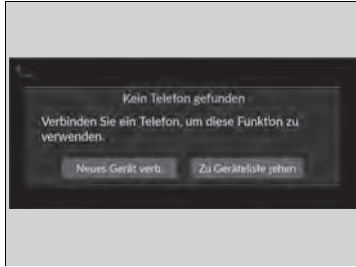 Kein Telefon gefunden
Verbinden Sie ein Telefon, um diese Funktion zu
verwenden.
Neues Gerät verb. Zu Geräteliste gehen